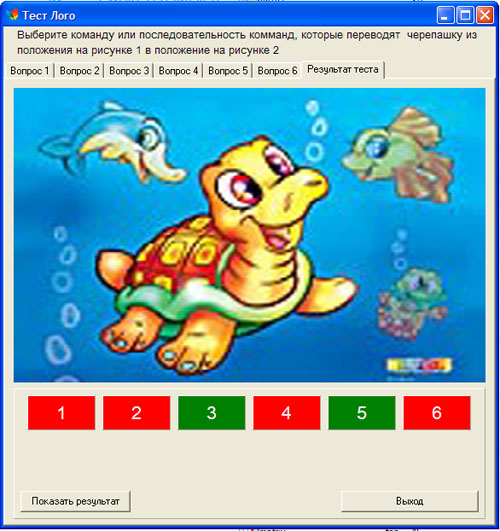 Тест Лого
Выберите команду или последовательность комманд, которые переводят черепашку из
положения на рисунке 1 в положение на рисунке 2
Вопрос 1 Вопрос 2 Вопрос 3 Вопрос 4 Вопрос 5 Вопрос 6 Результат теста
1 2 3 4 5 6
Показать результат Выход